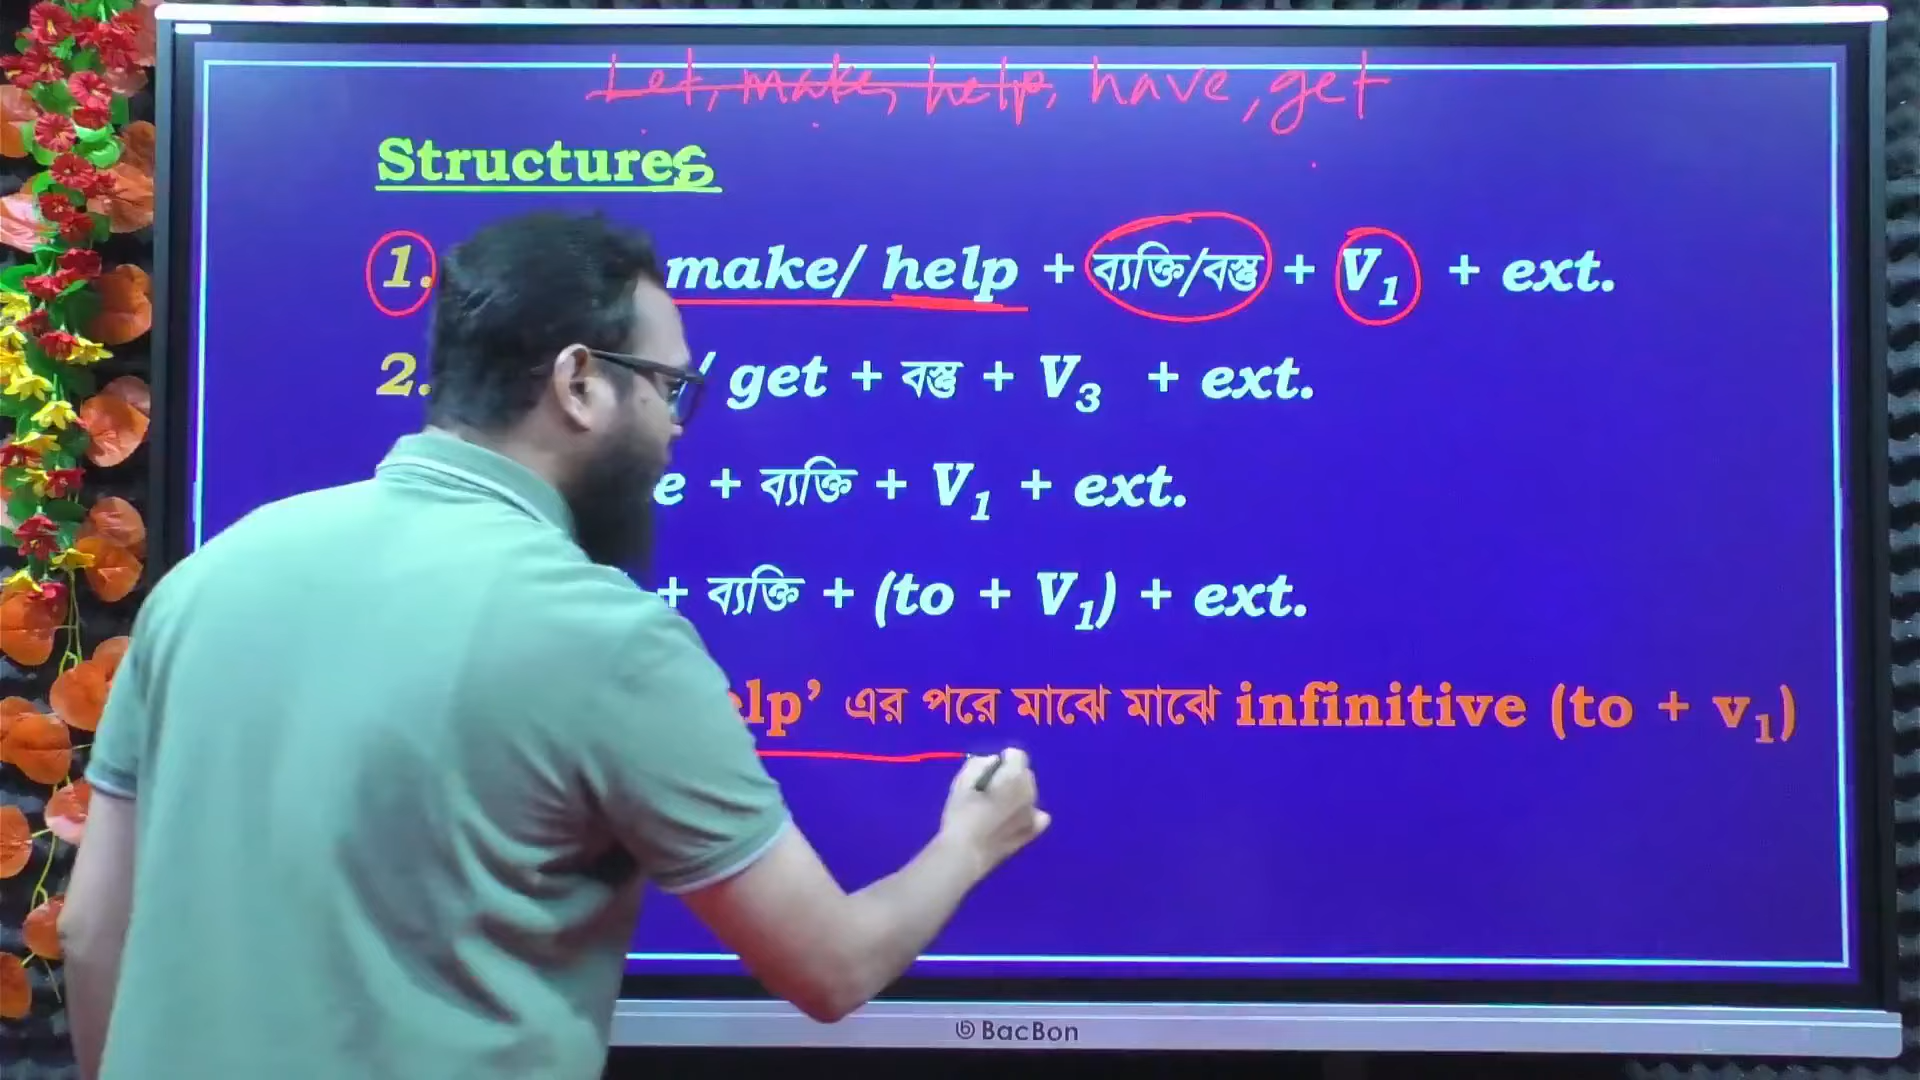 Let, make, help, have, get
Structures
1. make/ help + ব্যক্তি/বস্তু + V1 + ext.
2. / get + বস্তু + V3 + ext.
e + ব্যক্তি + V1 + ext.
+ ব্যক্তি + (to + V1) + ext.
elp’ এর পরে মাঝে মাঝে infinitive (to + v1)
BacBon